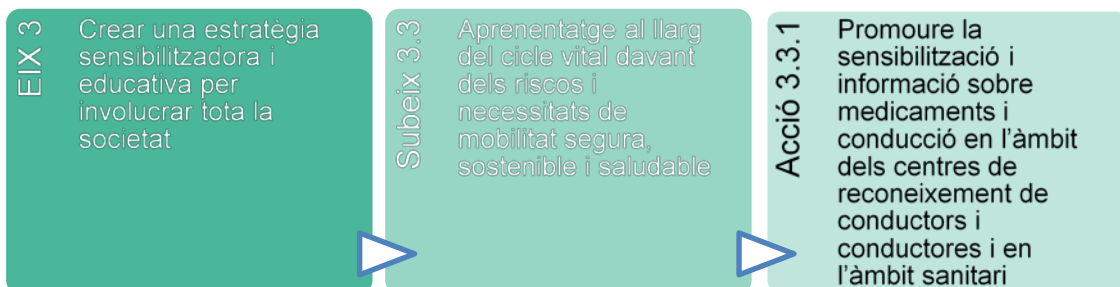 EIX 3
Crear una estratègia
sensibilitzadora i
educativa per
involucrar tota la
societat
Subeix 3.3
Aprenentatge al llarg
del cicle vital davant
dels riscos i
necessitats de
mobilitat segura,
sostenible i saludable
Acció 3.3.1
Promoure la
sensibilització i
informació sobre
medicaments i
conducció en l'àmbit
dels centres de
reconeixement de
conductors i
conductores i en
l'àmbit sanitari